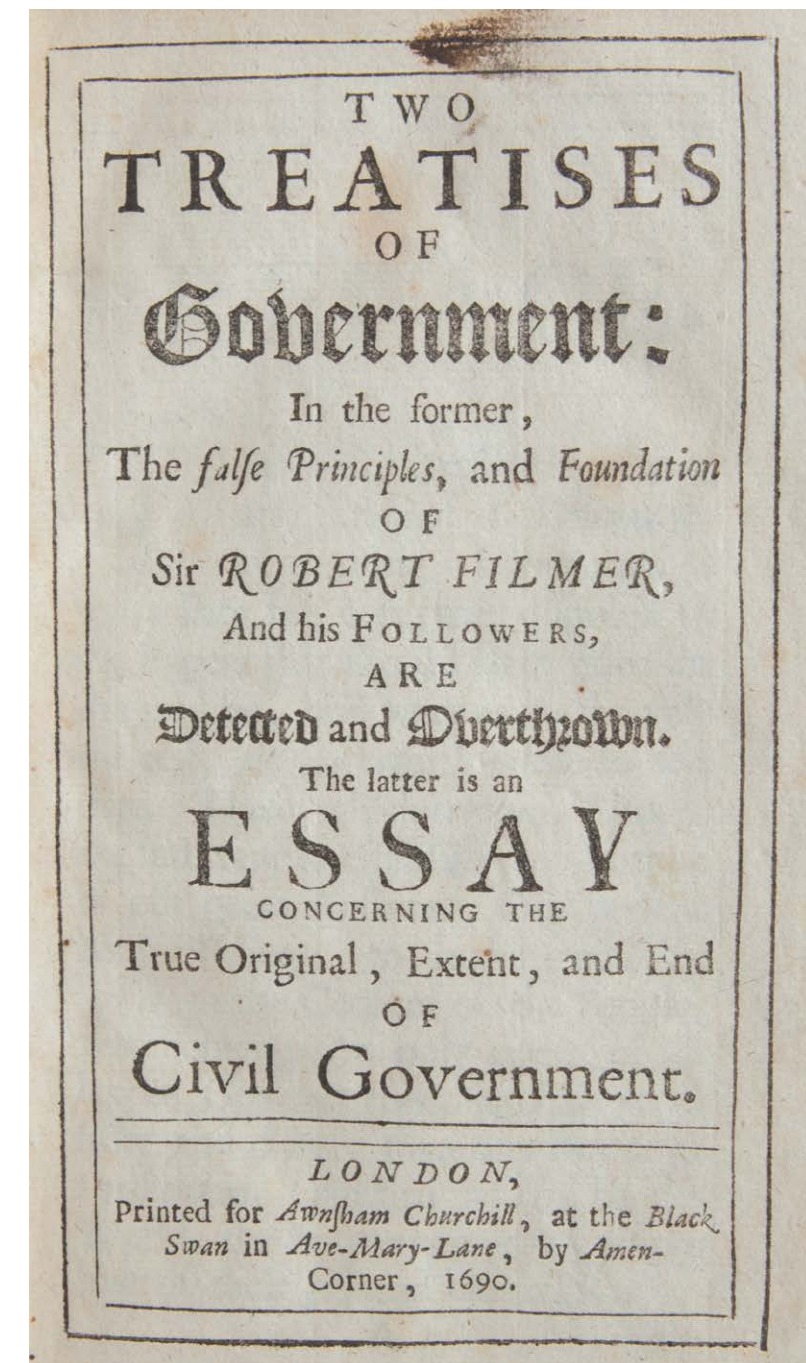 TWO
TREATISES
OF
Government:
In the former,
The falſe Principles, and Foundation
OF
Sir ROBERT FILMER,
And his FOLLOWERS,
ARE
Detected and Overthrown.
The latter is an
ESSAY
CONCERNING THE
True Original, Extent, and End
OF
Civil Government.
LONDON,
Printed for Awnſham Churchill, at the Black
Swan in Ave-Mary-Lane, by Amen-
Corner, 1690.